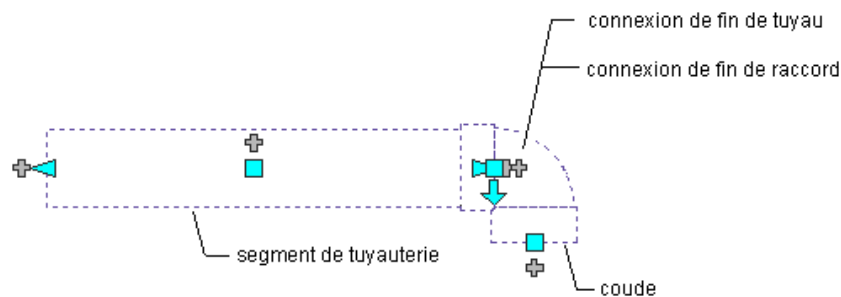 connexion de fin de tuyau
connexion de fin de raccord
segment de tuyauterie
coude